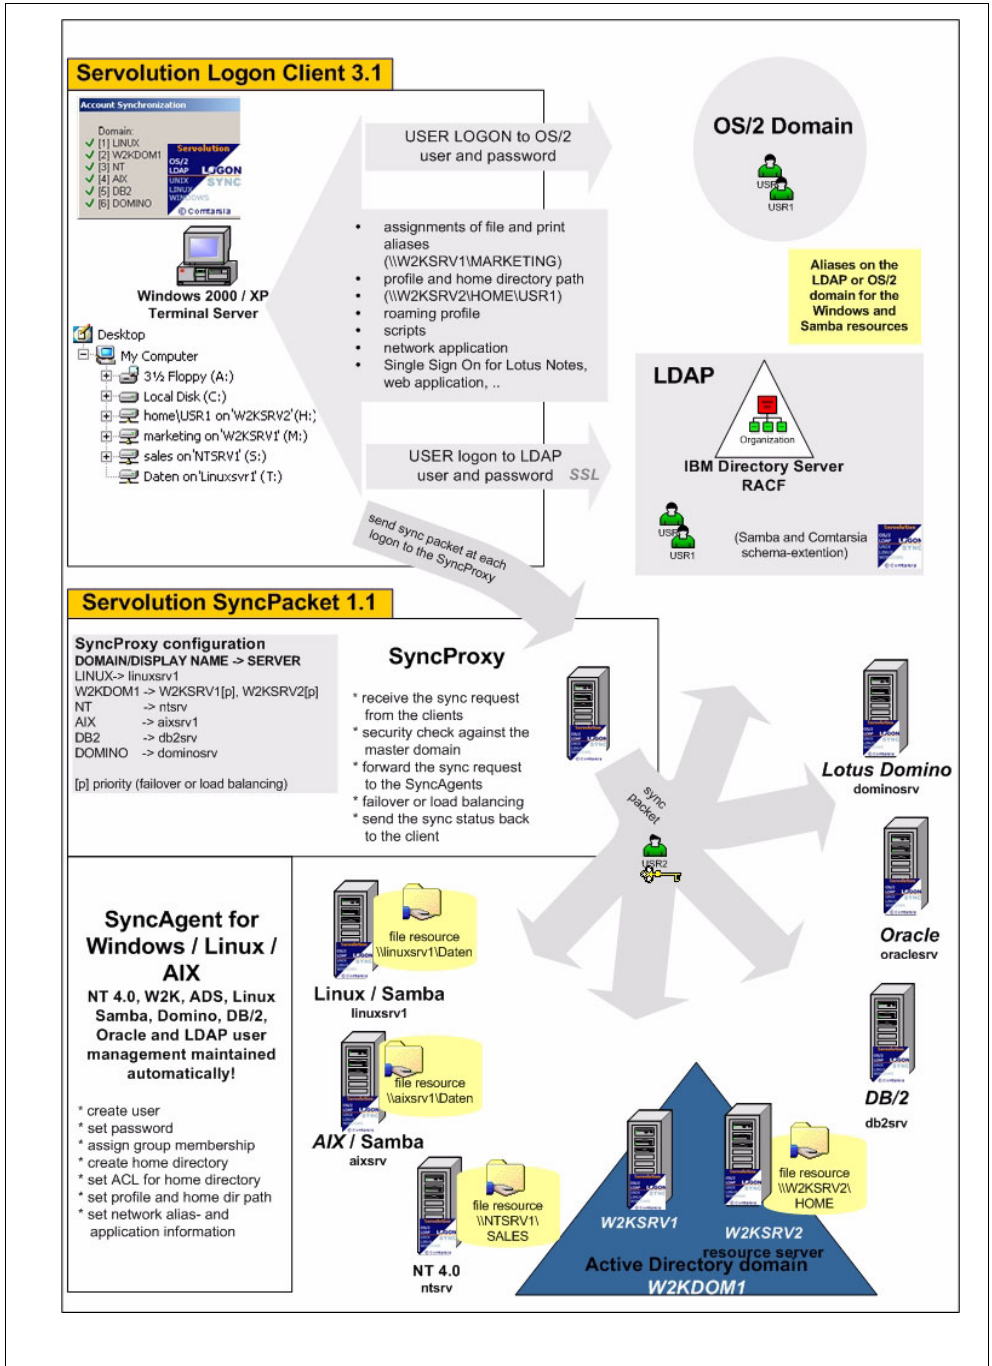 Servolution Logon Client 3.1
Account Synchronization
Domain:
[1] LINUX
[2] W2KDOM1
[3] NT
[4] AIX
[5] DB2
[6] DOMINO
Servolution
OS/2
LDAP
UNIX
LINUX
WINDOWS
LOGON
SYNC
© Comtarsia
Windows 2000 / XP
Terminal Server
Desktop
My Computer
3½ Floppy (A:)
Local Disk (C:)
home\USR1 on 'W2KSRV2' (H:)
marketing on 'W2KSRV1' (M:)
sales on 'NTSRV1' (S:)
Daten on 'Linuxsvr1' (T:)
USER LOGON to OS/2
user and password
• assignments of file and print
aliases
(\\W2KSRV1\MARKETING)
• profile and home directory path
• (\\W2KSRV2\HOME\USR1)
• roaming profile
• scripts
• network application
• Single Sign On for Lotus Notes,
web application, ..
USER logon to LDAP
user and password SSL
send sync packet at each
logon to the SyncProxy
OS/2 Domain
USR1
Aliases on the
LDAP or OS/2
domain for the
Windows and
Samba resources
LDAP
Organization
IBM Directory Server
RACF
USR1
(Samba and Comtarsia
schema-extention)
Servolution
LOGON
SYNC
© Comtarsia
Servolution SyncPacket 1.1
SyncProxy configuration
DOMAIN/DISPLAY NAME -> SERVER
LINUX-> linuxsrv1
W2KDOM1 -> W2KSRV1[p], W2KSRV2[p]
NT -> ntsrv
AIX -> aixsrv1
DB2 -> db2srv
DOMINO -> dominosrv
[p] priority (failover or load balancing)
SyncProxy
* receive the sync request
from the clients
* security check against the
master domain
* forward the sync request
to the SyncAgents
* failover or load balancing
* send the sync status back
to the client
sync
packet
USR2
Lotus Domino
dominosrv
Oracle
oraclesrv
DB/2
db2srv
SyncAgent for
Windows / Linux /
AIX
NT 4.0, W2K, ADS, Linux
Samba, Domino, DB/2,
Oracle and LDAP user
management maintained
automatically!
* create user
* set password
* assign group membership
* create home directory
* set ACL for home directory
* set profile and home dir path
* set network alias- and
application information
file resource
\\linuxsrv1\Daten
Linux / Samba
linuxsrv1
file resource
\\aixsrv1\Daten
AIX / Samba
aixsrv
file resource
\\NTSRV1\
SALES
NT 4.0
ntsrv
file resource
\\W2KSRV2\
HOME
W2KSRV1
W2KSRV2
resource server
Active Directory domain
W2KDOM1